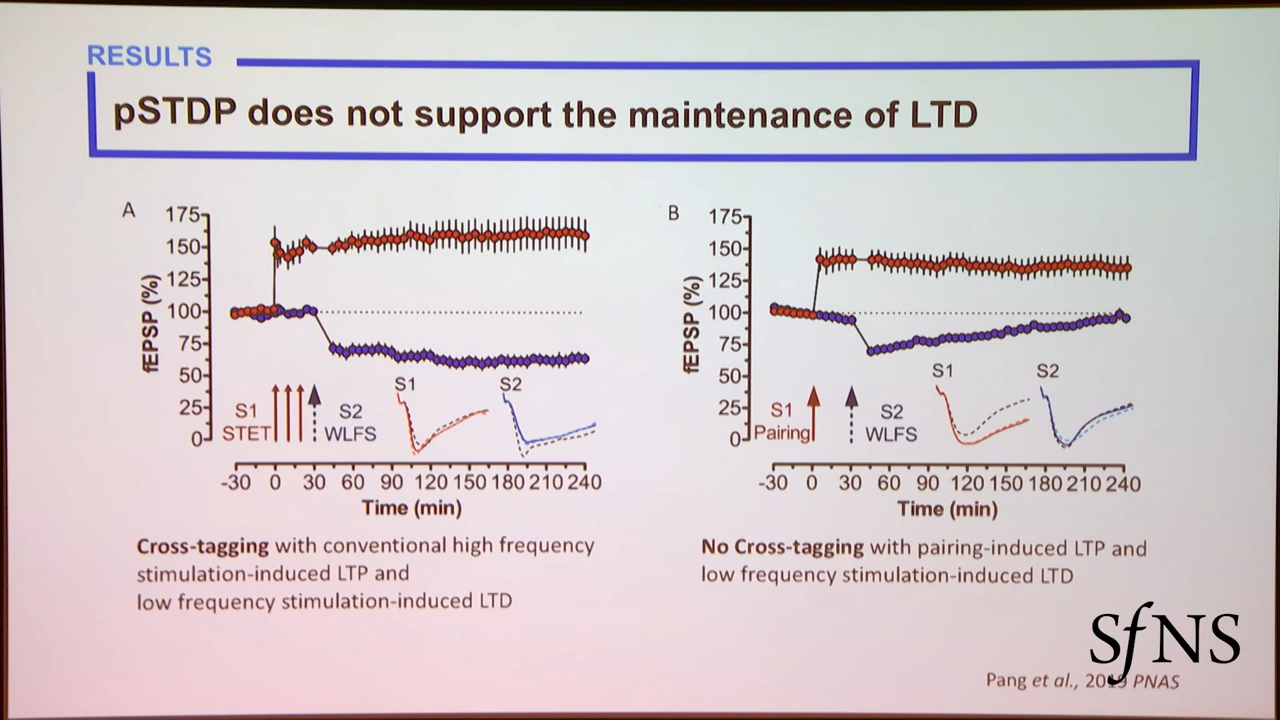 RESULTS
pSTDP does not support the maintenance of LTD
A
175
150
125
100
75
50
25
0
fEPSP (%)
S1
STET
S2
WLFS
S1
S2
-30 0 30 60 90 120 150 180 210 240
Time (min)
Cross-tagging with conventional high frequency
stimulation-induced LTP and
low frequency stimulation-induced LTD
B
175
150
125
100
75
50
25
0
fEPSP (%)
S1
Pairing
S2
WLFS
S1
S2
-30 0 30 60 90 120 150 180 210 240
Time (min)
No Cross-tagging with pairing-induced LTP and
low frequency stimulation-induced LTD
SfNS
Pang et al., 2019 PNAS